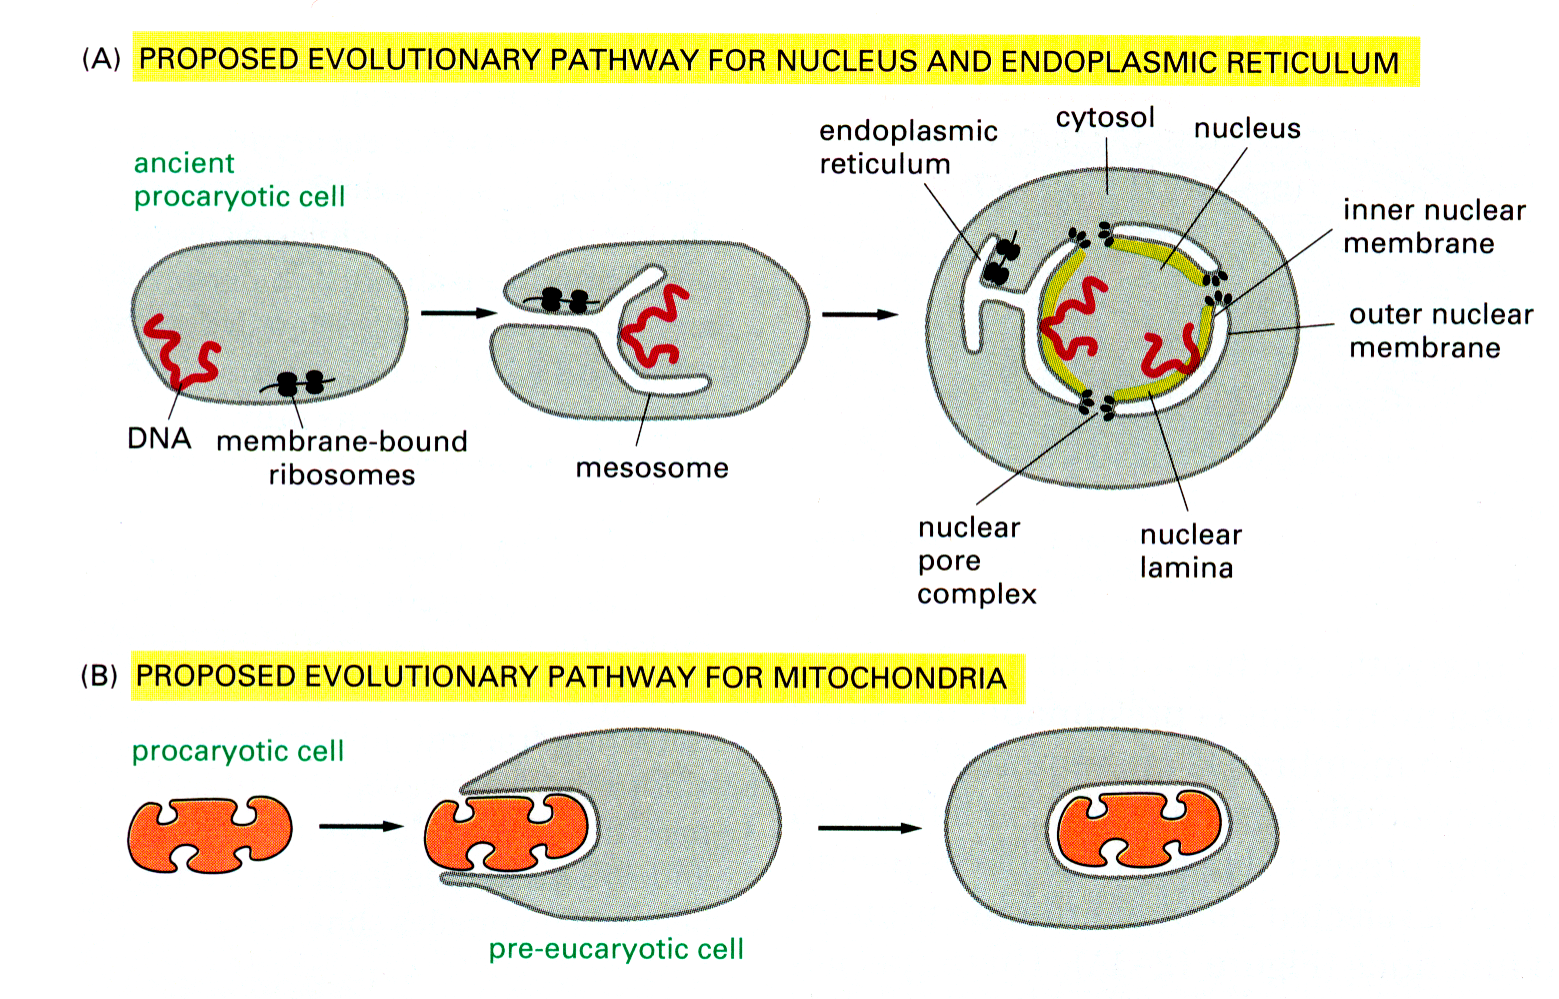 (A) PROPOSED EVOLUTIONARY PATHWAY FOR NUCLEUS AND ENDOPLASMIC RETICULUM
ancient
procaryotic cell
DNA
membrane-bound
ribosomes
mesosome
endoplasmic
reticulum
cytosol
nucleus
inner nuclear
membrane
outer nuclear
membrane
nuclear
pore
complex
nuclear
lamina
(B) PROPOSED EVOLUTIONARY PATHWAY FOR MITOCHONDRIA
procaryotic cell
pre-eucaryotic cell